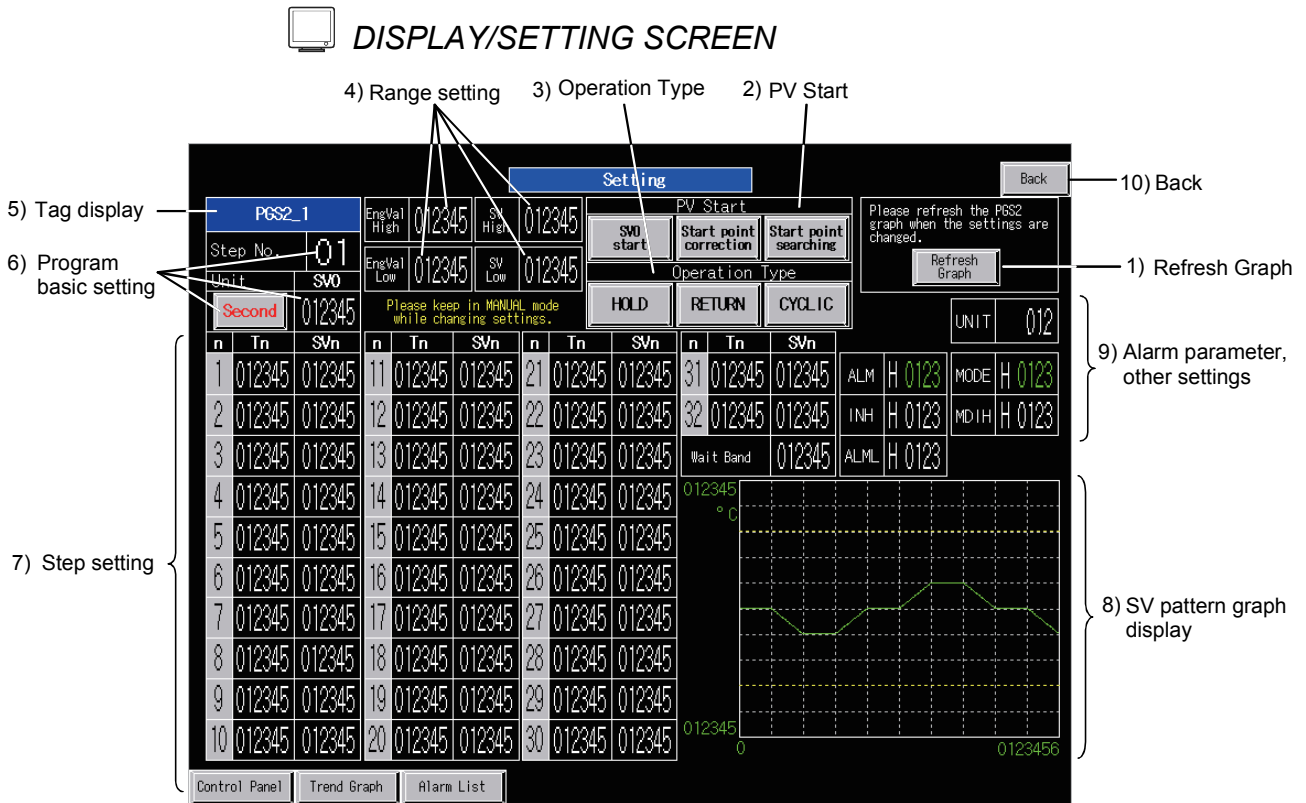 DISPLAY/SETTING SCREEN
4) Range setting
3) Operation Type
2) PV Start
Setting
Back
10) Back
5) Tag display
PGS2_1
EngVal High 012345
SV High 012345
PV Start
SV0 start
Start point correction
Start point searching
Please refresh the PGS2
graph when the settings are
changed.
Refresh Graph
1) Refresh Graph
6) Program
basic setting
Step No. 01
EngVal Low 012345
SV Low 012345
Operation Type
HOLD
RETURN
CYCLIC
Unit SV0
Second 012345
Please keep in MANUAL mode
while changing settings.
UNIT 012
9) Alarm parameter,
other settings
n Tn SVn n Tn SVn n Tn SVn n Tn SVn
1 012345 012345 11 012345 012345 21 012345 012345 31 012345 012345 ALM H 0123 MODE H 0123
2 012345 012345 12 012345 012345 22 012345 012345 32 012345 012345 INH H 0123 MDIH H 0123
3 012345 012345 13 012345 012345 23 012345 012345 Wait Band 012345 ALML H 0123
4 012345 012345 14 012345 012345 24 012345 012345
5 012345 012345 15 012345 012345 25 012345 012345
6 012345 012345 16 012345 012345 26 012345 012345
7 012345 012345 17 012345 012345 27 012345 012345
8 012345 012345 18 012345 012345 28 012345 012345
9 012345 012345 19 012345 012345 29 012345 012345
10 012345 012345 20 012345 012345 30 012345 012345
7) Step setting
012345
°C
012345
0 0123456
8) SV pattern graph
display
Control Panel
Trend Graph
Alarm List